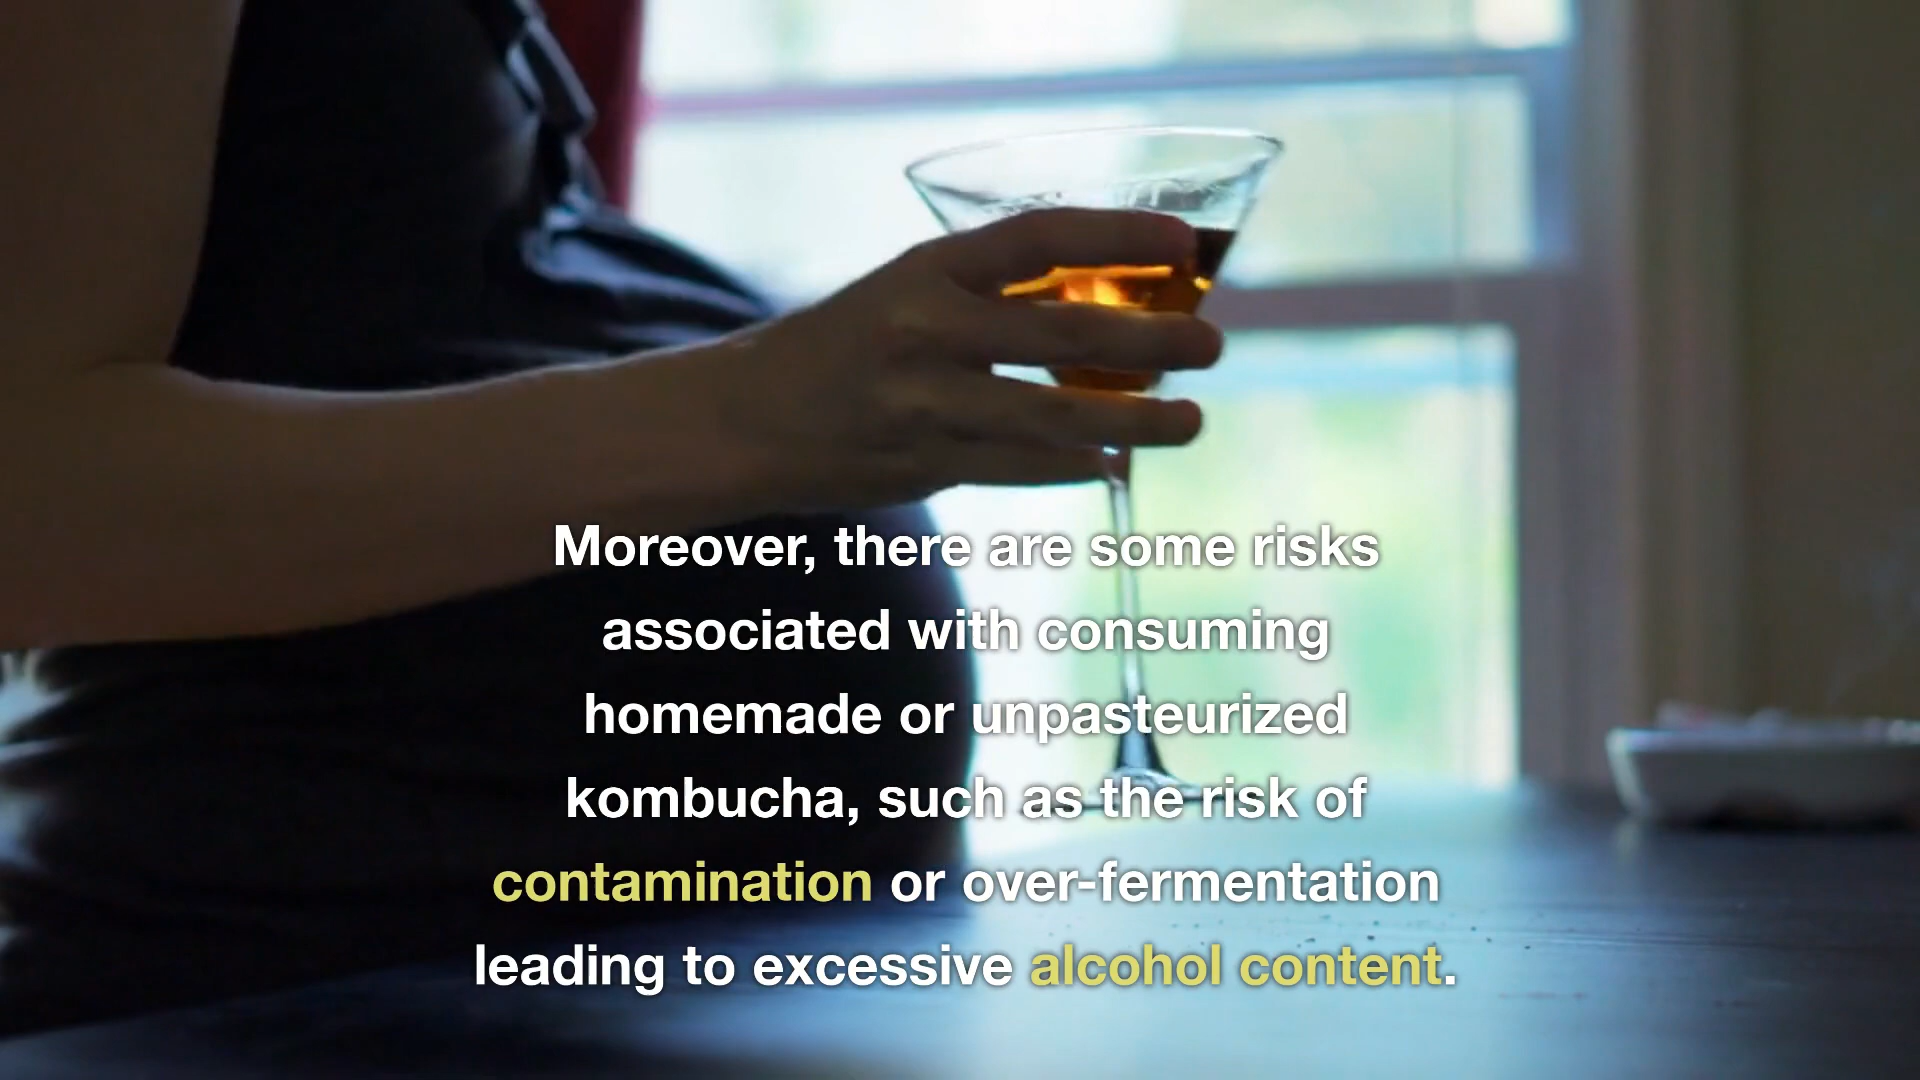 Moreover, there are some risks
associated with consuming
homemade or unpasteurized
kombucha, such as the risk of
contamination or over-fermentation
leading to excessive alcohol content.